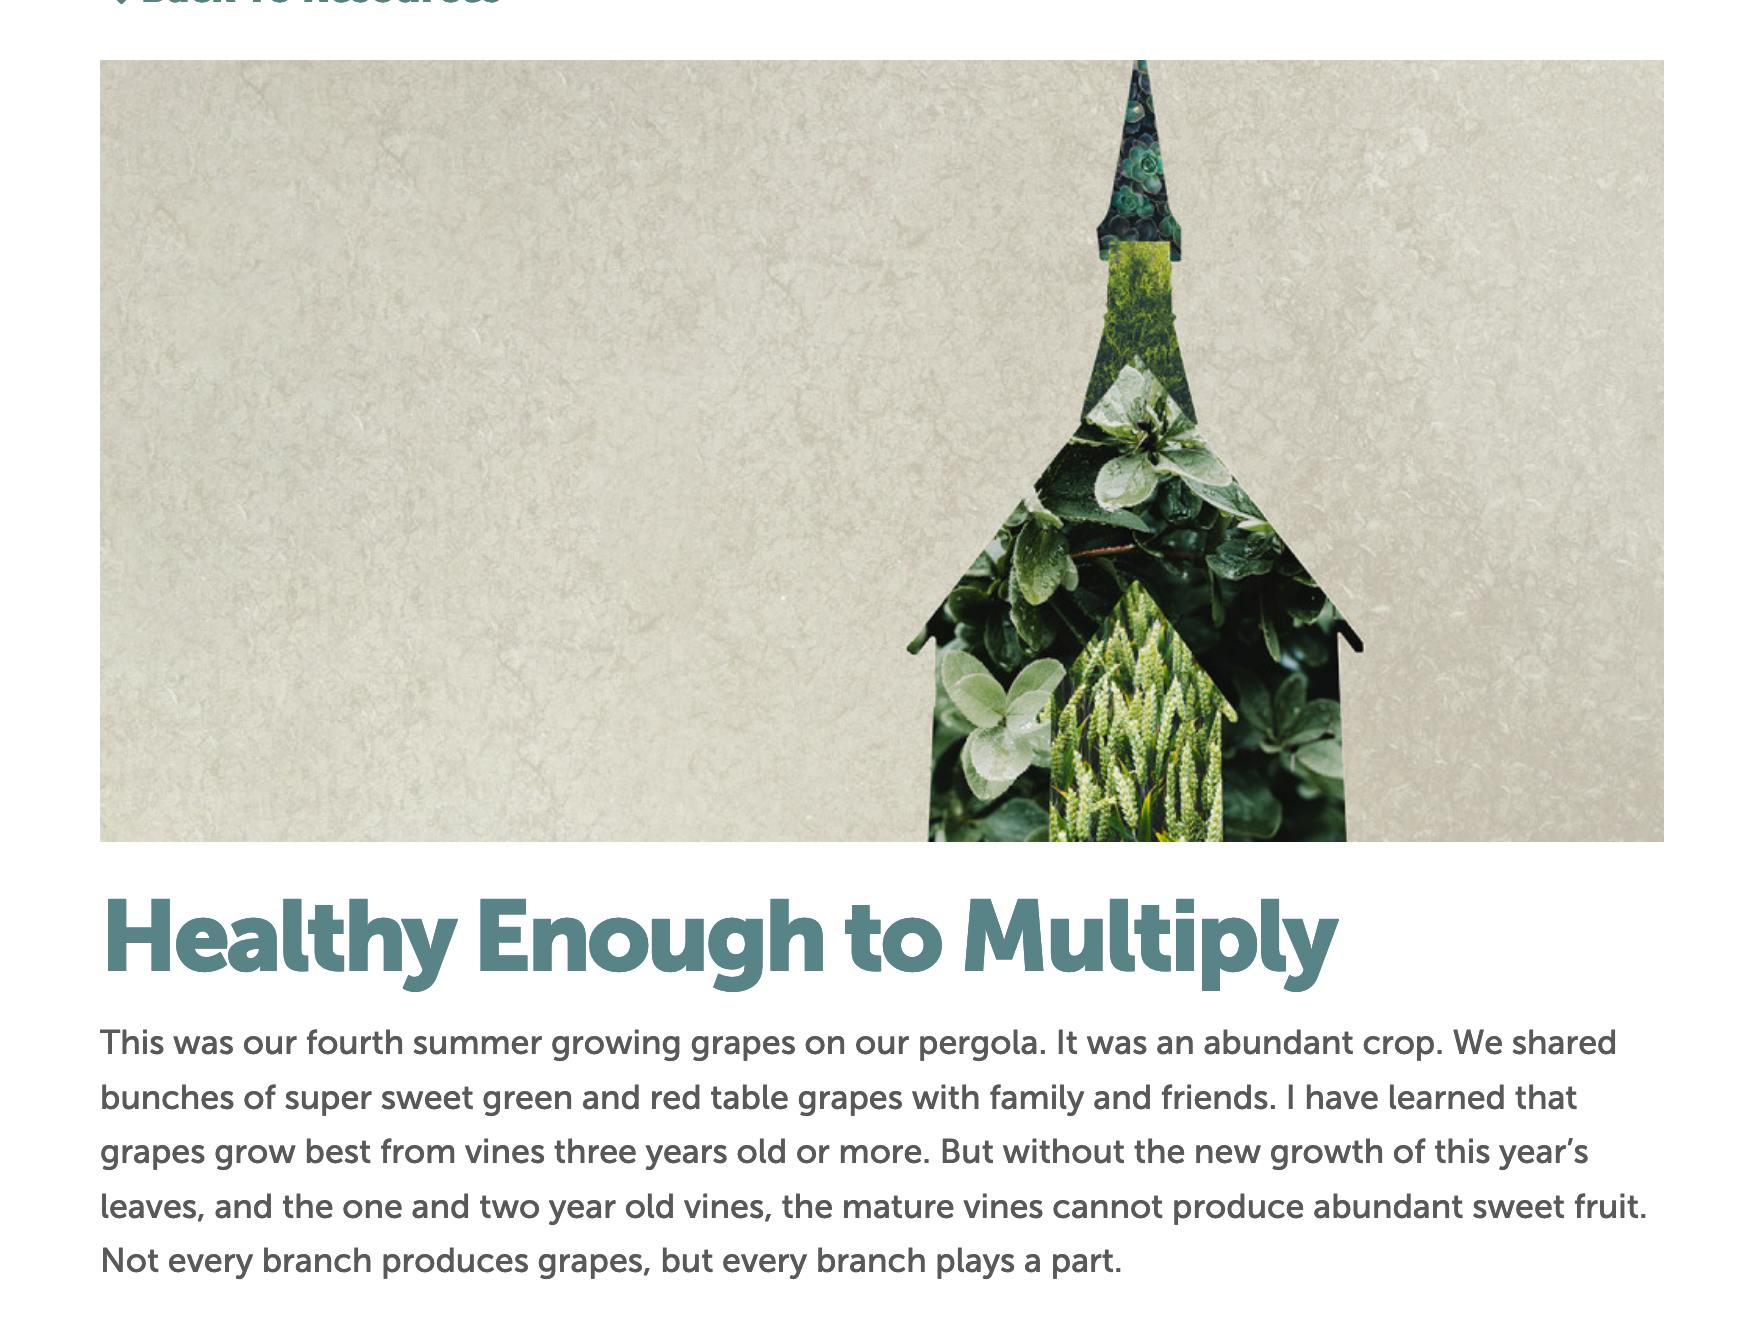 Back To Resources
Healthy Enough to Multiply
This was our fourth summer growing grapes on our pergola. It was an abundant crop. We shared
bunches of super sweet green and red table grapes with family and friends. I have learned that
grapes grow best from vines three years old or more. But without the new growth of this year’s
leaves, and the one and two year old vines, the mature vines cannot produce abundant sweet fruit.
Not every branch produces grapes, but every branch plays a part.